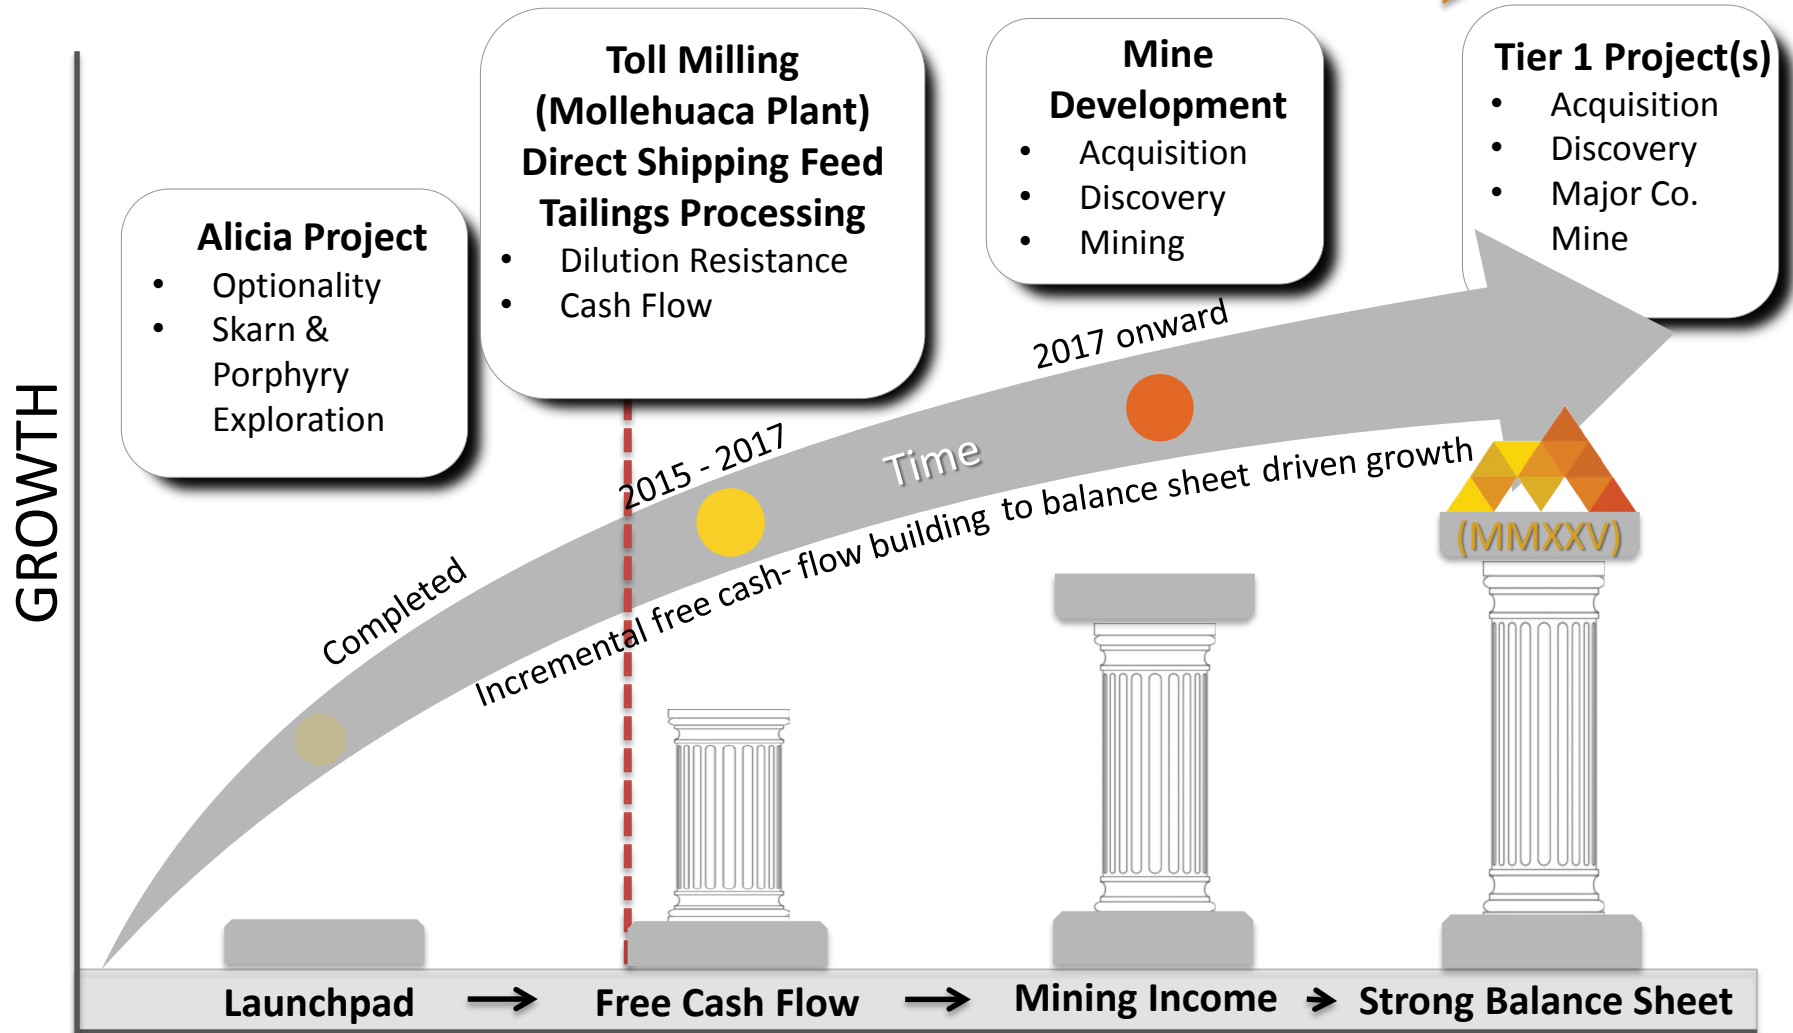 GROWTH
Alicia Project
• Optionality
• Skarn &
Porphyry
Exploration
Toll Milling
(Mollehuaca Plant)
Direct Shipping Feed
Tailings Processing
• Dilution Resistance
• Cash Flow
Mine
Development
• Acquisition
• Discovery
• Mining
Tier 1 Project(s)
• Acquisition
• Discovery
• Major Co.
Mine
Completed
2015 - 2017
2017 onward
Time
Incremental free cash- flow building to balance sheet driven growth
(MMXXV)
Launchpad
Free Cash Flow
Mining Income
Strong Balance Sheet